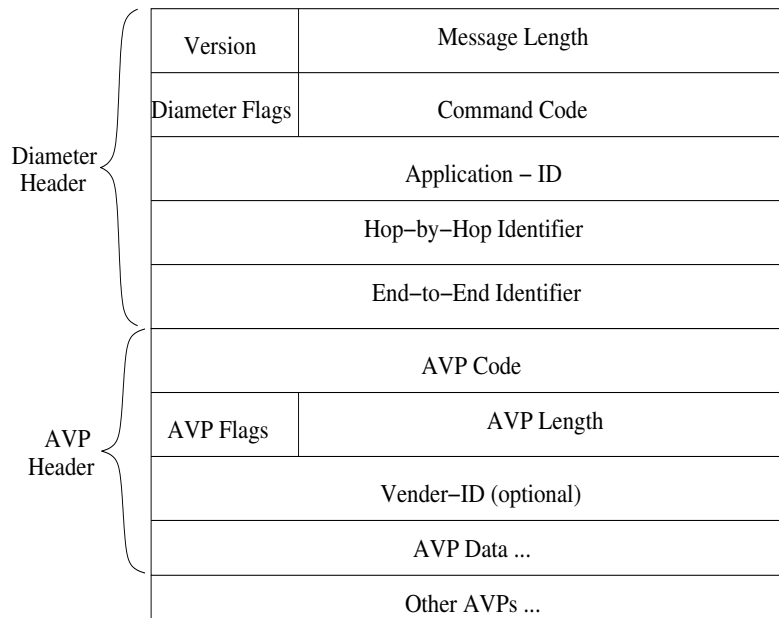 Version
Message Length
Diameter Flags
Command Code
Diameter
Header
Application − ID
Hop−by−Hop Identifier
End−to−End Identifier
AVP Code
AVP Flags
AVP Length
AVP
Header
Vender−ID (optional)
AVP Data ...
Other AVPs ...